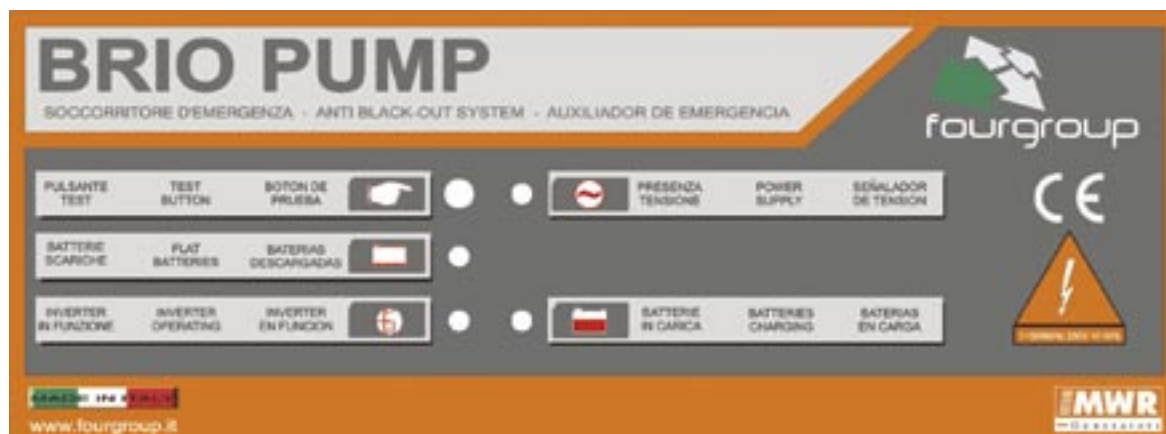 BRIO PUMP
SOCCORRITORE D'EMERGENZA - ANTI BLACK-OUT SYSTEM - AUXILIADOR DE EMERGENCIA
fourgroup
PULSANTE TEST BOTON DE
TEST BUTTON PRUEBA
PRESENZA POWER SEÑALADOR
TENSIONE SUPPLY DE TENSION
CE
BATTERIE FLAT BATERIAS
SCARICHE BATTERIES DESCARGADAS
INVERTER INVERTER INVERTER
IN FUNZIONE OPERATING EN FUNCION
BATTERIE BATTERIES BATERIAS
IN CARICA CHARGING EN CARGA
MADE IN ITALY
www.fourgroup.it
MWR
Generators